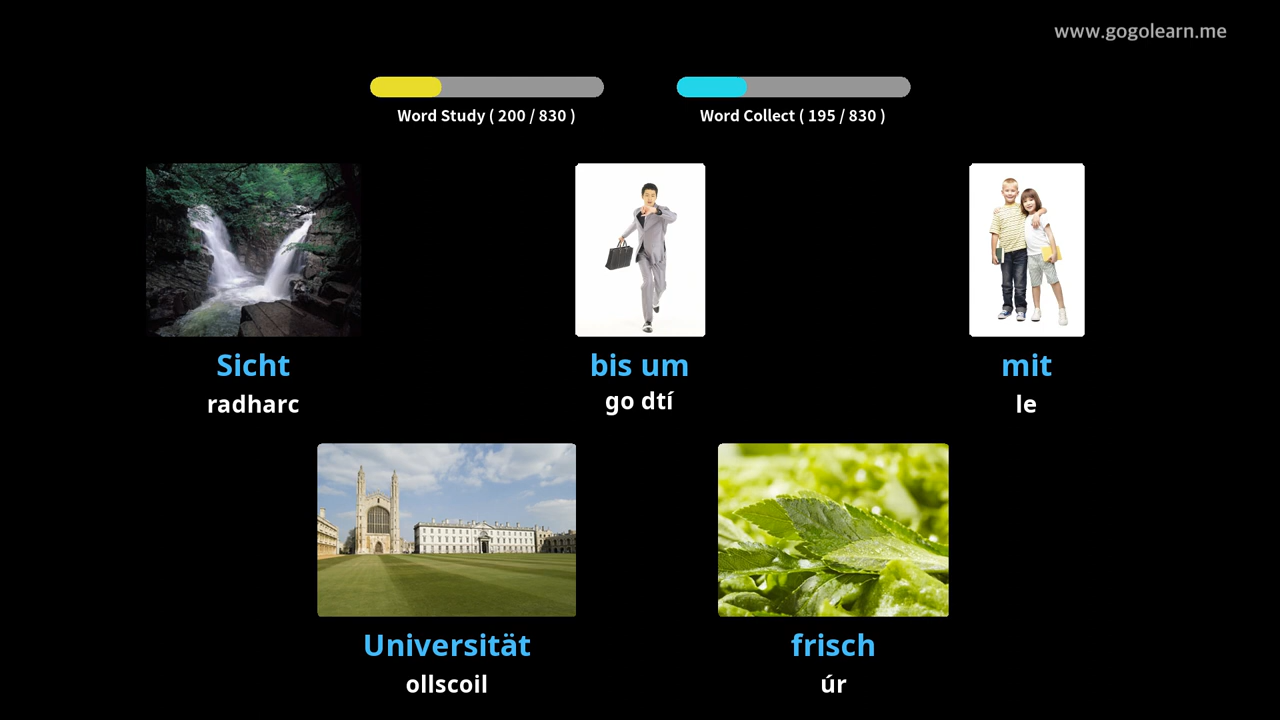 www.gogolearn.me
Word Study ( 200 / 830 )
Word Collect ( 195 / 830 )
Sicht
radharc
bis um
go dtí
mit
le
Universität
ollscoil
frisch
úr